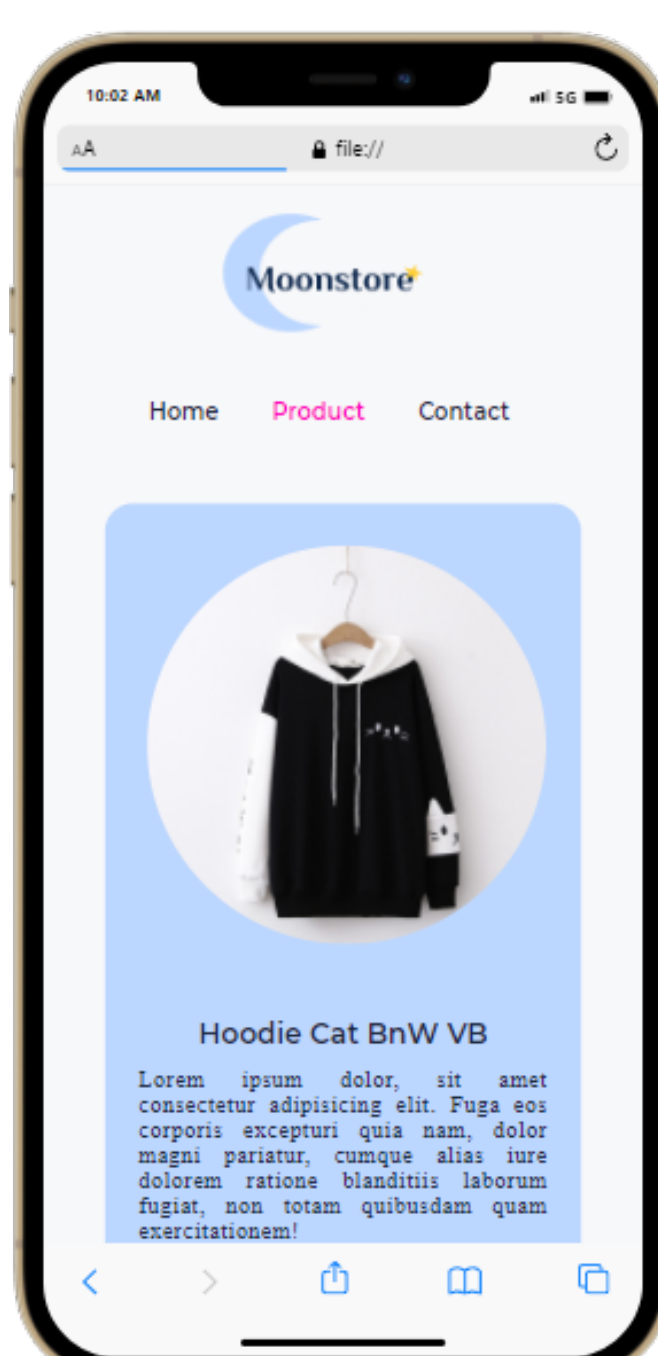 10:02 AM 5G
AA file://
Moonstore
Home Product Contact
Hoodie Cat BnW VB
Lorem ipsum dolor, sit amet
consectetur adipisicing elit. Fuga eos
corporis excepturi quia nam, dolor
magni pariatur, cumque alias iure
dolorem ratione blanditiis laborum
fugiat, non totam quibusdam quam
exercitationem!